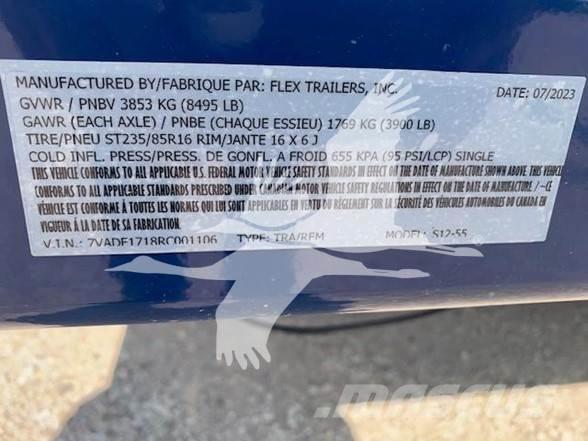 MANUFACTURED BY/FABRIQUE PAR: FLEX TRAILERS, INC. DATE: 07/2023
GVWR / PNBV 3853 KG (8495 LB)
GAWR (EACH AXLE) / PNBE (CHAQUE ESSIEU) 1769 KG (3900 LB)
TIRE/PNEU ST235/85R16 RIM/JANTE 16 X 6 J
COLD INFL. PRESS/PRESS. DE GONFL A FROID 655 KPA (95 PSI/LCP) SINGLE
THIS VEHICLE CONFORMS TO ALL APPLICABLE U.S. FEDERAL MOTOR VEHICLE SAFETY STANDARDS
IN EFFECT ON THE DATE OF MANUFACTURE SHOWN ABOVE. THIS VEHICLE CONFORMS TO ALL
APPLICABLE STANDARDS PRESCRIBED UNDER THE CANADIAN MOTOR VEHICLE SAFETY REGULATIONS IN EFFECT ON THE DATE OF MANUFACTURE. / -CE
VEHICULE EST CONFORME À TOUTES LES NORMES QUI LUI SONT APPLICABLES EN VERTU DU RÈGLEMENT SUR LA SÉCURITÉ DES VÉHICULES AUTOMOBILES DU CANADA EN
VIGUEUR À LA DATE DE SA FABRICATION
V.I.N.: 7VADF1718RC001106 TYPE: TRA/REM MODEL: S12-55
Mascus